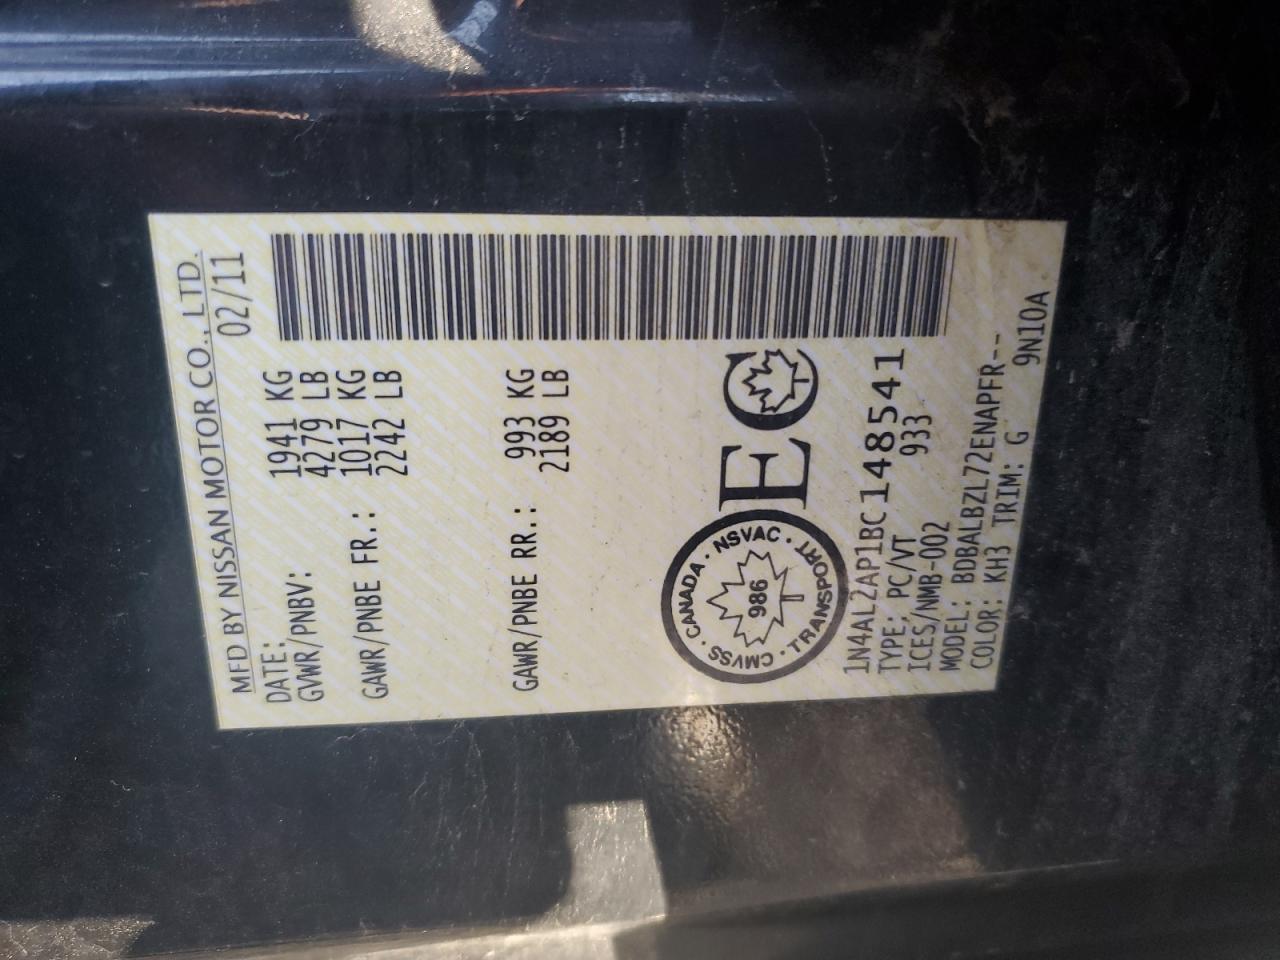 MFD BY NISSAN MOTOR CO., LTD.
DATE: 02/11
GVWR/PNBV: 1941 KG
4279 LB
GAWR/PNBE FR.: 1017 KG
2242 LB
GAWR/PNBE RR.: 993 KG
2189 LB
CANADA · NSVAC · TRANSPORT · CMVSS ·
986
EC
1N4AL2AP1BC148541
TYPE: PC/VT 933
ICES/NMB-002
MODEL: BDBALBZL72ENAPFR--
COLOR: KH3 TRIM: G 9N10A